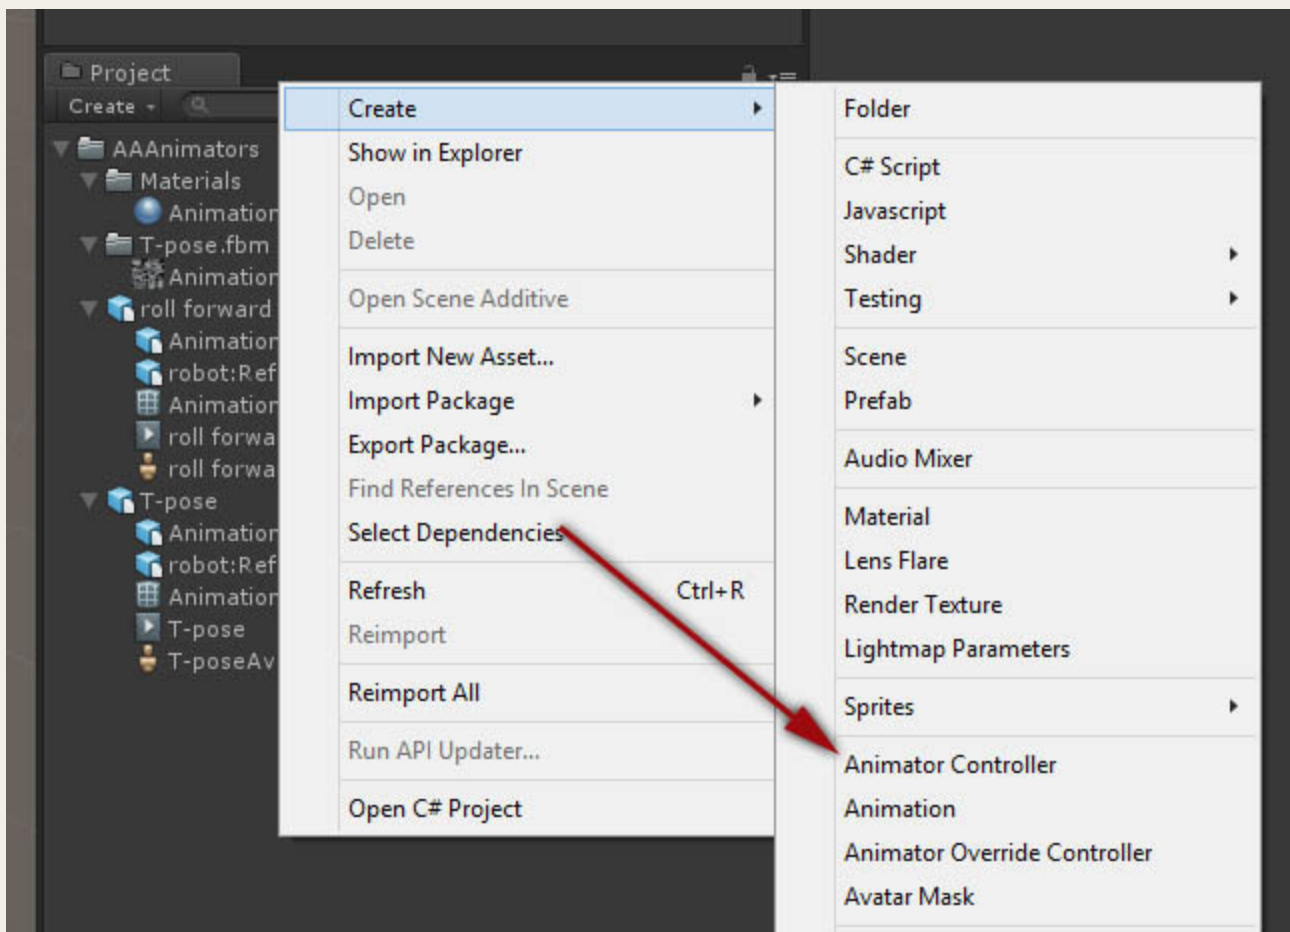 Project
Create
AAAnimators
Materials
Animation
T-pose.fbm
Animation
roll forward
Animation
robot:Ref
Animation
roll forwa
roll forwa
T-pose
Animation
robot:Ref
Animation
T-pose
T-poseAv
Create
Show in Explorer
Open
Delete
Open Scene Additive
Import New Asset...
Import Package
Export Package...
Find References In Scene
Select Dependencies
Refresh Ctrl+R
Reimport
Reimport All
Run API Updater...
Open C# Project
Folder
C# Script
Javascript
Shader
Testing
Scene
Prefab
Audio Mixer
Material
Lens Flare
Render Texture
Lightmap Parameters
Sprites
Animator Controller
Animation
Animator Override Controller
Avatar Mask